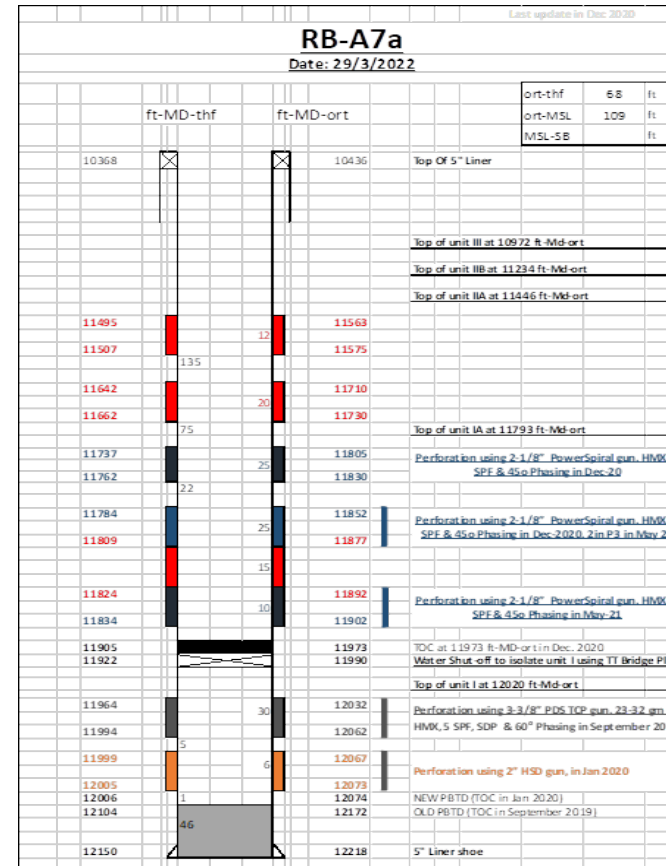 Last update in Dec 2020
RB-A7a
Date: 29/3/2022
ort-thf 68 ft
ft-MD-thf ft-MD-ort ort-MSL 109 ft
MSL-SB ft
10368 10436 Top Of 5" Liner
Top of unit III at 10972 ft-Md-ort
Top of unit IIB at 11234 ft-Md-ort
Top of unit IIA at 11446 ft-Md-ort
11495 11563
12
11507 11575
135
11642 11710
20
11662 11730
75 Top of unit IA at 11793 ft-Md-ort
11737 11805 Perforation using 2-1/8" PowerSpiral gun. HMX
25
11762 11830 SPF & 45o Phasing in Dec-20
22
11784 11852 Perforation using 2-1/8" PowerSpiral gun. HMX
25
11809 11877 SPF & 45o Phasing in Dec-2020. 2in P3 in May 2
15
11824 11892 Perforation using 2-1/8" PowerSpiral gun. HMX
10
11834 11902 SPF & 45o Phasing in May-21
11905 11973 TOC at 11973 ft-MD-ort in Dec. 2020
11922 11990 Water Shut-off to isolate unit I using TT Bridge Pl
Top of unit I at 12020 ft-Md-ort
11964 12032 Perforation using 3-3/8" PDS TCP gun. 23-32 gm
30
11994 12062 HMX,5 SPF, SDP & 60° Phasing in September 20
5
11999 12067
6 Perforation using 2" HSD gun, in Jan 2020
12005 12073
12006 1 12074 NEW PBTD (TOC in Jan 2020)
12104 12172 OLD PBTD (TOC in September 2019)
46
12150 12218 5" Liner shoe